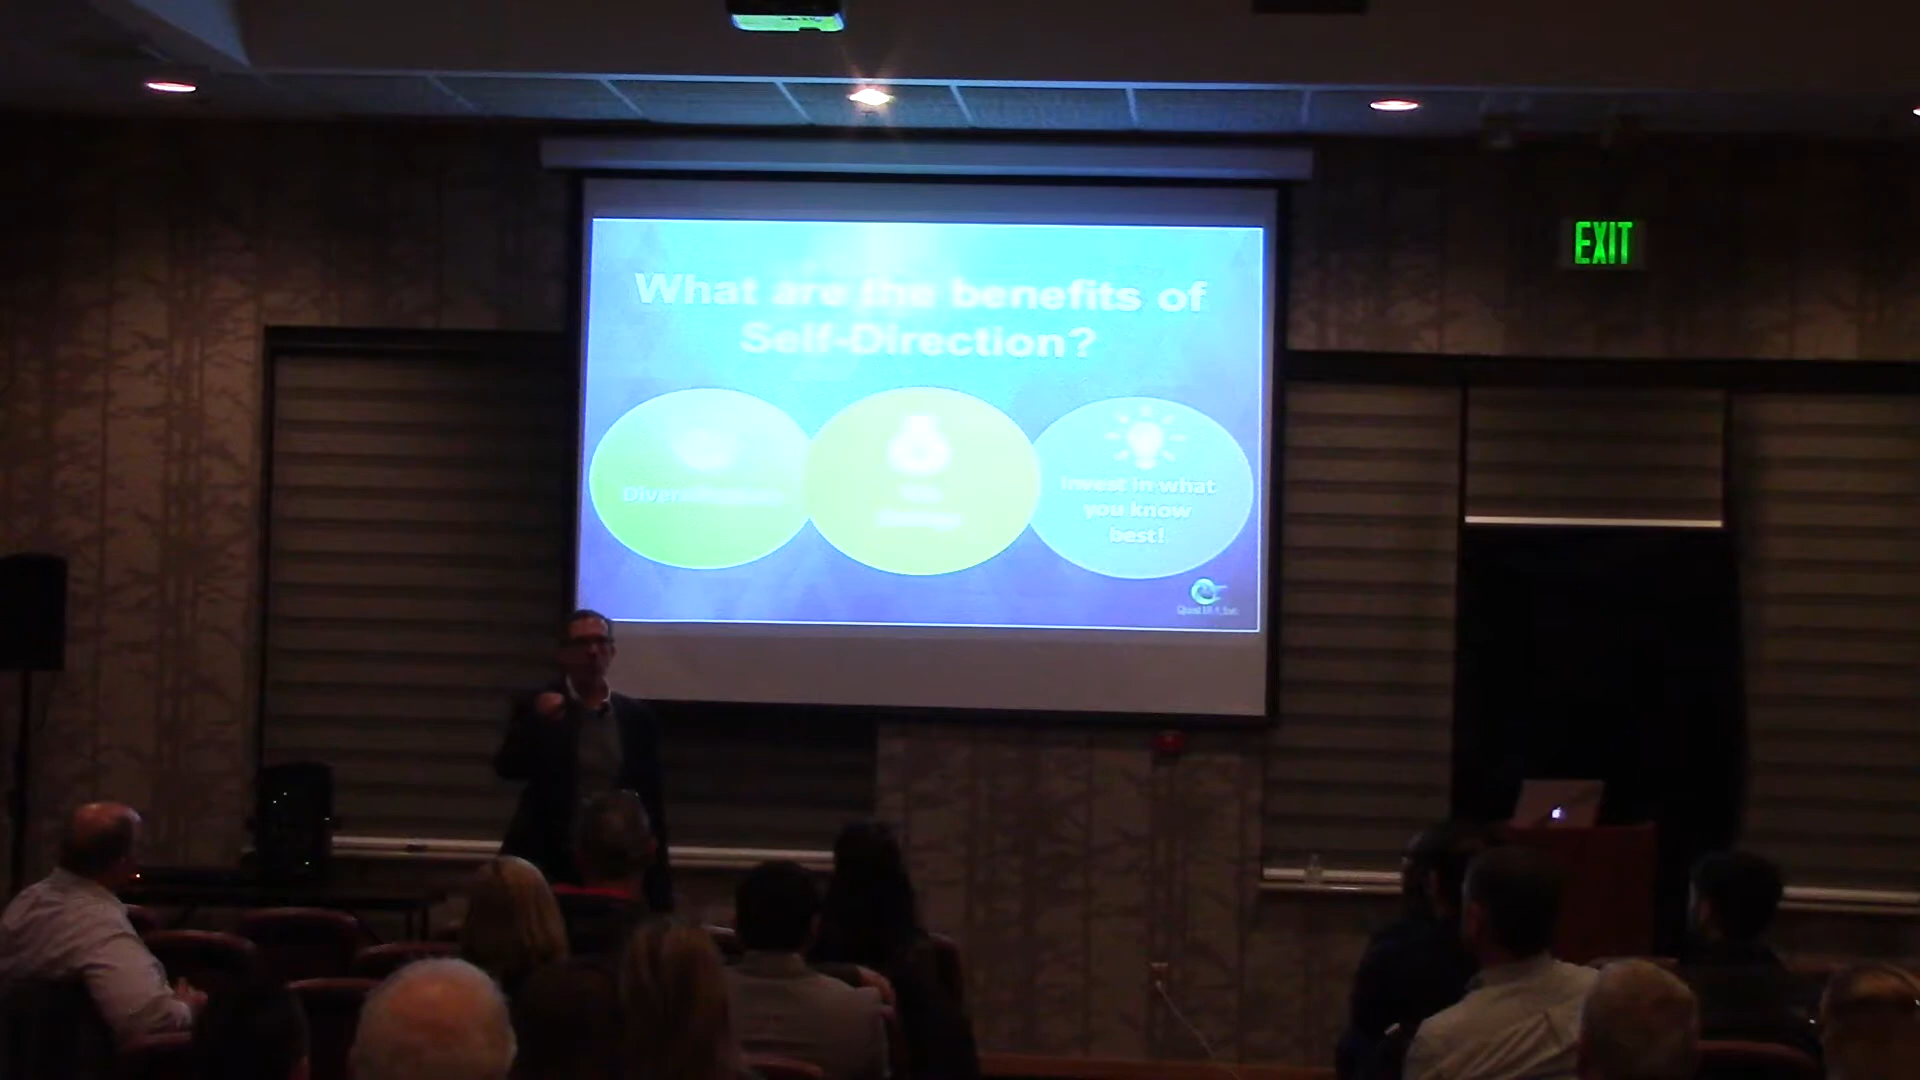 What are the benefits of
Self-Direction?
EXIT
Invest in what
you know
best!